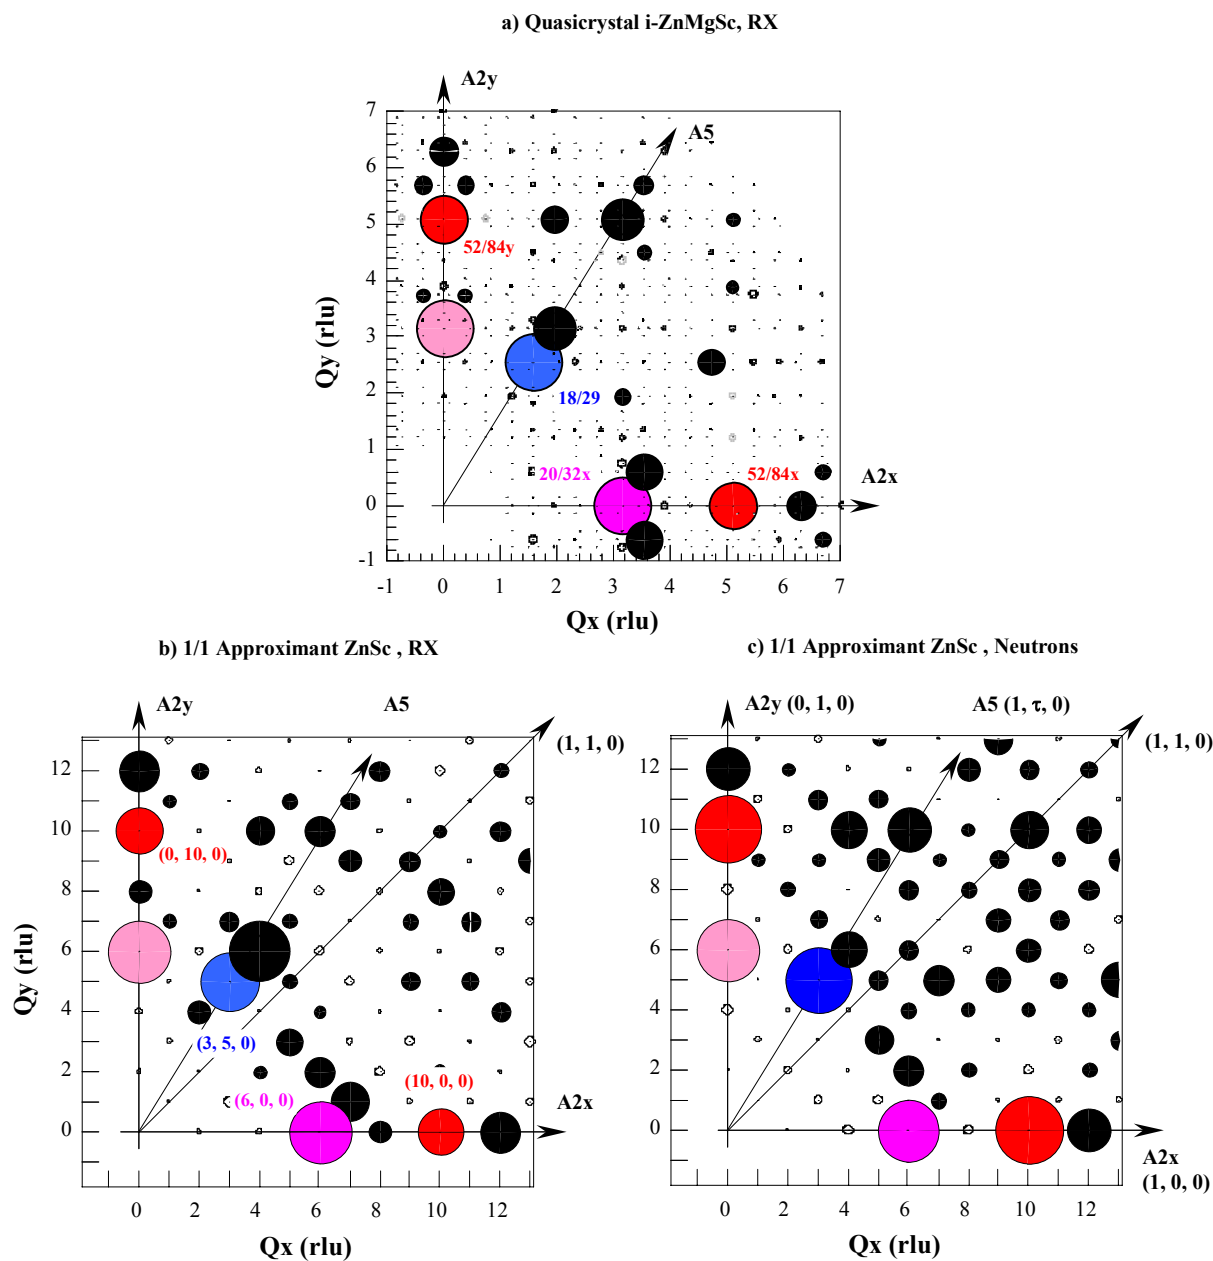 a) Quasicrystal i-ZnMgSc, RX
A2y
7
A5
6
5
52/84y
4
Qy (rlu)
3
2
18/29
1
20/32x
52/84x
A2x
0
-1
-1 0 1 2 3 4 5 6 7
Qx (rlu)
b) 1/1 Approximant ZnSc , RX
c) 1/1 Approximant ZnSc , Neutrons
A2y
A5
(1, 1, 0)
12
10
(0, 10, 0)
8
Qy (rlu)
6
4
(3, 5, 0)
2
(10, 0, 0)
(6, 0, 0)
A2x
0
0 2 4 6 8 10 12
Qx (rlu)
A2y (0, 1, 0)
A5 (1, τ, 0)
(1, 1, 0)
12
10
8
Qy (rlu)
6
4
2
0
A2x
(1, 0, 0)
0 2 4 6 8 10 12
Qx (rlu)